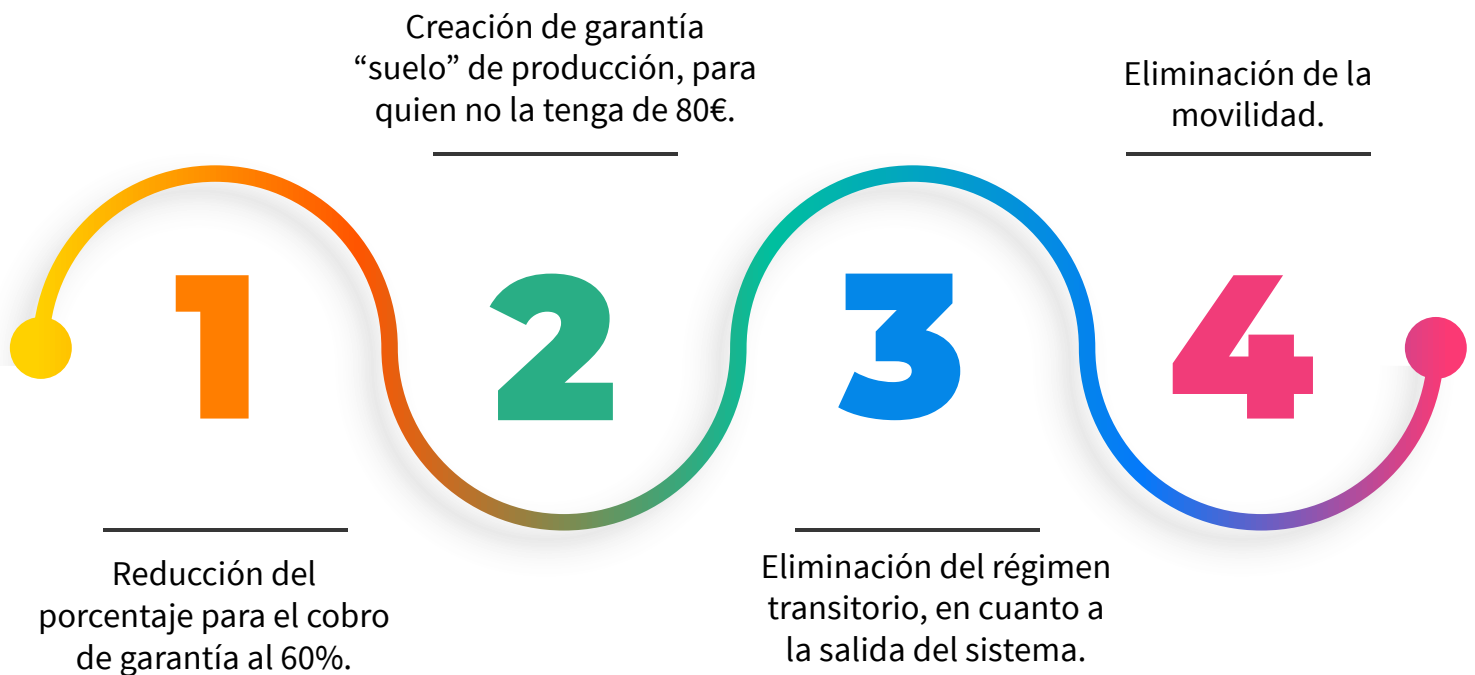 1
Reducción del
porcentaje para el cobro
de garantía al 60%.
Creación de garantía
“suelo” de producción, para
quien no la tenga de 80€.
2
3
Eliminación del régimen
transitorio, en cuanto a
la salida del sistema.
Eliminación de la
movilidad.
4